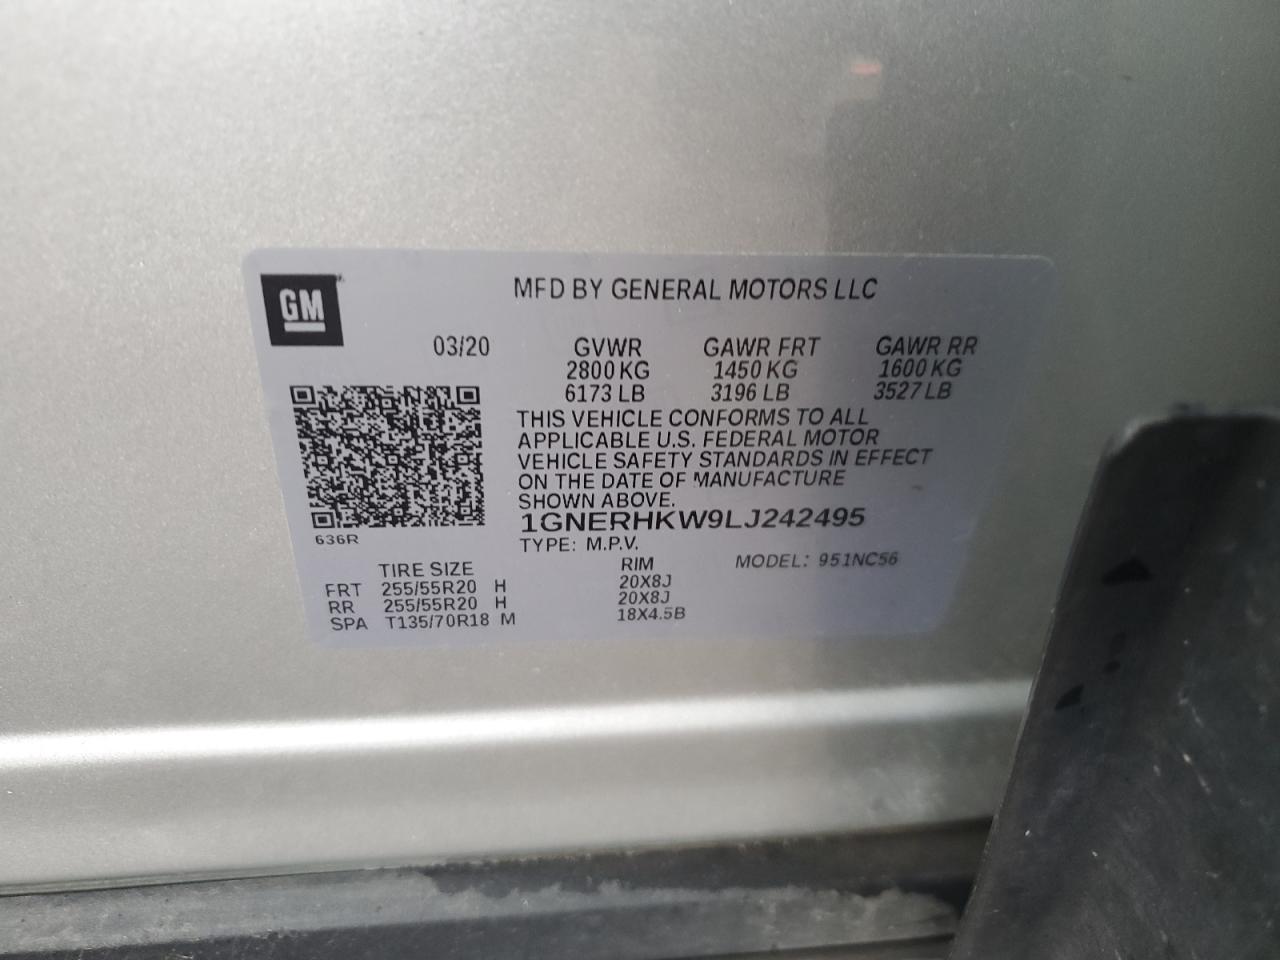 GM
MFD BY GENERAL MOTORS LLC
03/20 GVWR GAWR FRT GAWR RR
2800 KG 1450 KG 1600 KG
6173 LB 3196 LB 3527 LB
THIS VEHICLE CONFORMS TO ALL
APPLICABLE U.S. FEDERAL MOTOR
VEHICLE SAFETY STANDARDS IN EFFECT
ON THE DATE OF MANUFACTURE
SHOWN ABOVE.
1GNERHKW9LJ242495
636R
TYPE: M.P.V.
TIRE SIZE RIM MODEL: 951NC56
FRT 255/55R20 H 20X8J
RR 255/55R20 H 20X8J
SPA T135/70R18 M 18X4.5B